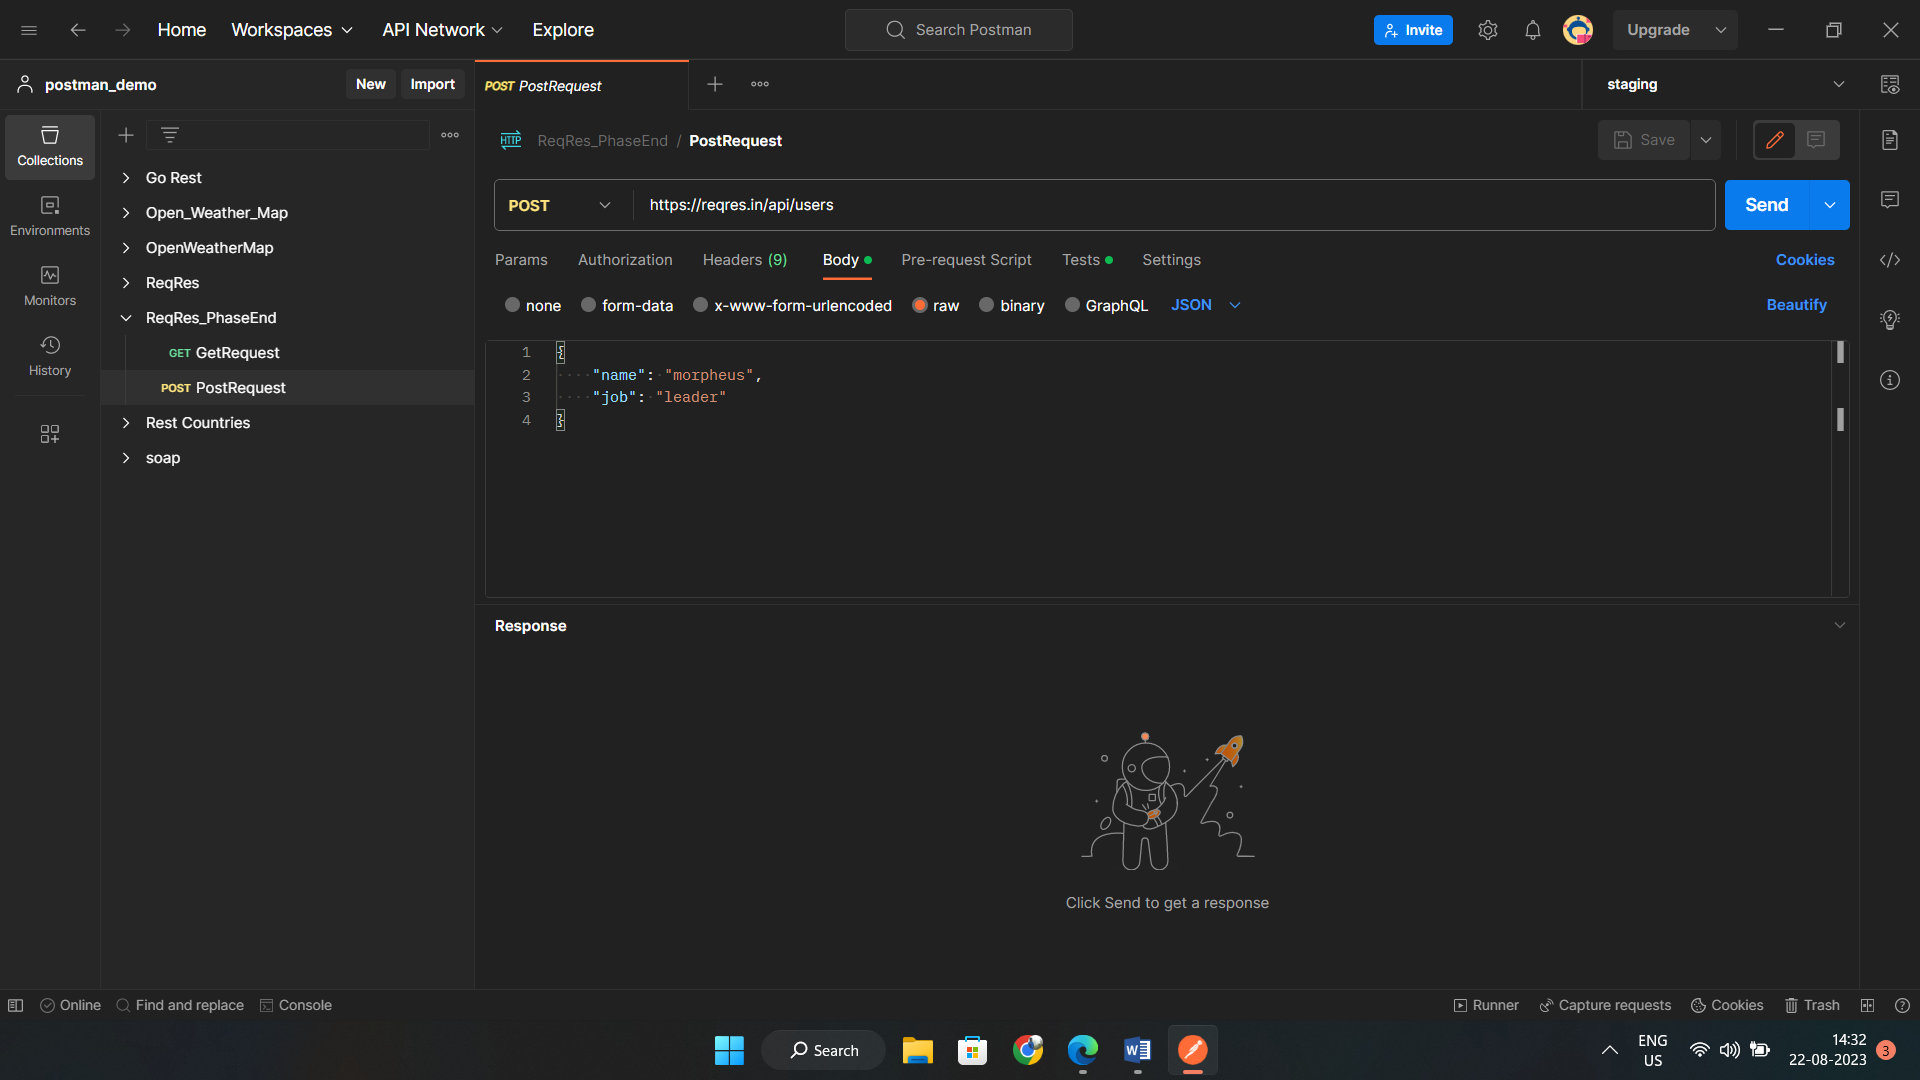 Home Workspaces API Network Explore Search Postman Invite Upgrade
postman_demo New Import POST PostRequest staging
Collections
Environments
Monitors
History
Go Rest
Open_Weather_Map
OpenWeatherMap
ReqRes
ReqRes_PhaseEnd
GET GetRequest
POST PostRequest
Rest Countries
soap
HTTP ReqRes_PhaseEnd / PostRequest Save
POST https://reqres.in/api/users Send
Params Authorization Headers (9) Body Pre-request Script Tests Settings Cookies
none form-data x-www-form-urlencoded raw binary GraphQL JSON Beautify
1 {
2 "name": "morpheus",
3 "job": "leader"
4 }
Response
Click Send to get a response
Online Find and replace Console Runner Capture requests Cookies Trash
Search
ENG
US
14:32
22-08-2023
3